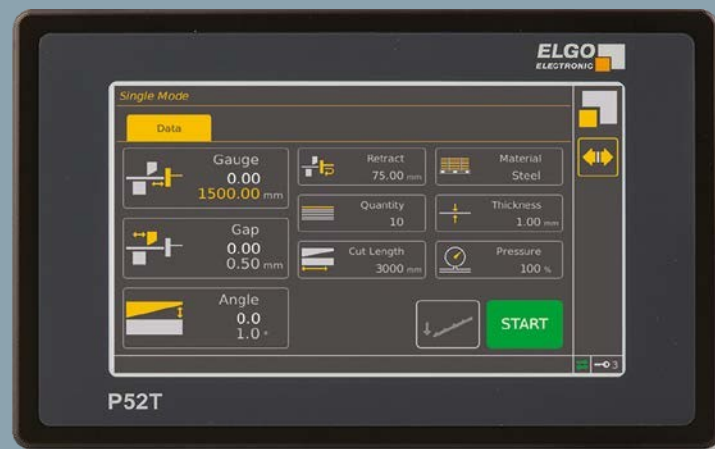 ELGO
ELECTRONIC
Single Mode
Data
Gauge
0.00
1500.00 mm
Gap
0.00
0.50 mm
Angle
0.0
1.0 °
Retract
75.00 mm
Quantity
10
Cut Length
3000 mm
Material
Steel
Thickness
1.00 mm
Pressure
100 %
START
3
P52T